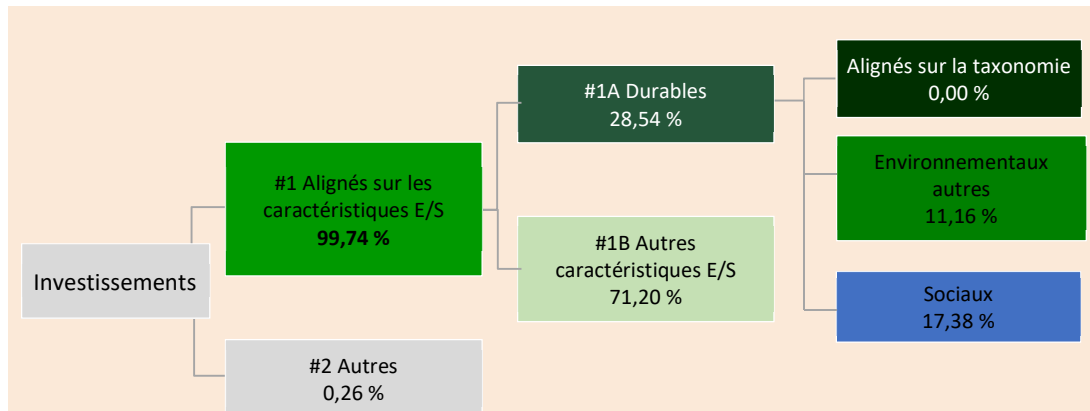 Investissements
#1 Alignés sur les
caractéristiques E/S
99,74 %
#2 Autres
0,26 %
#1A Durables
28,54 %
#1B Autres
caractéristiques E/S
71,20 %
Alignés sur la taxonomie
0,00 %
Environnementaux
autres
11,16 %
Sociaux
17,38 %